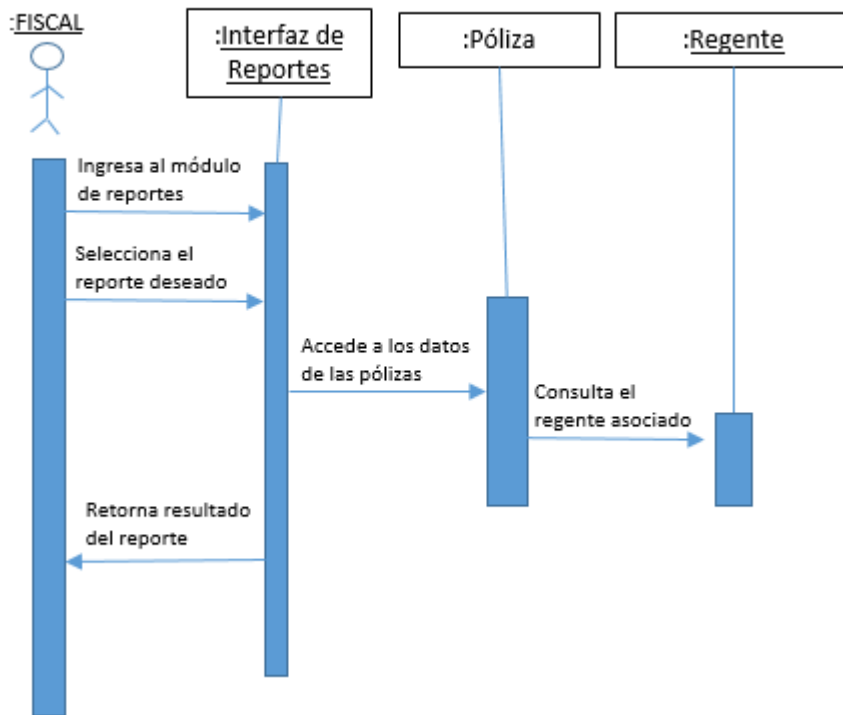 :FISCAL
:Interfaz de
Reportes
:Póliza
:Regente
Ingresa al módulo
de reportes
Selecciona el
reporte deseado
Accede a los datos
de las pólizas
Consulta el
regente asociado
Retorna resultado
del reporte